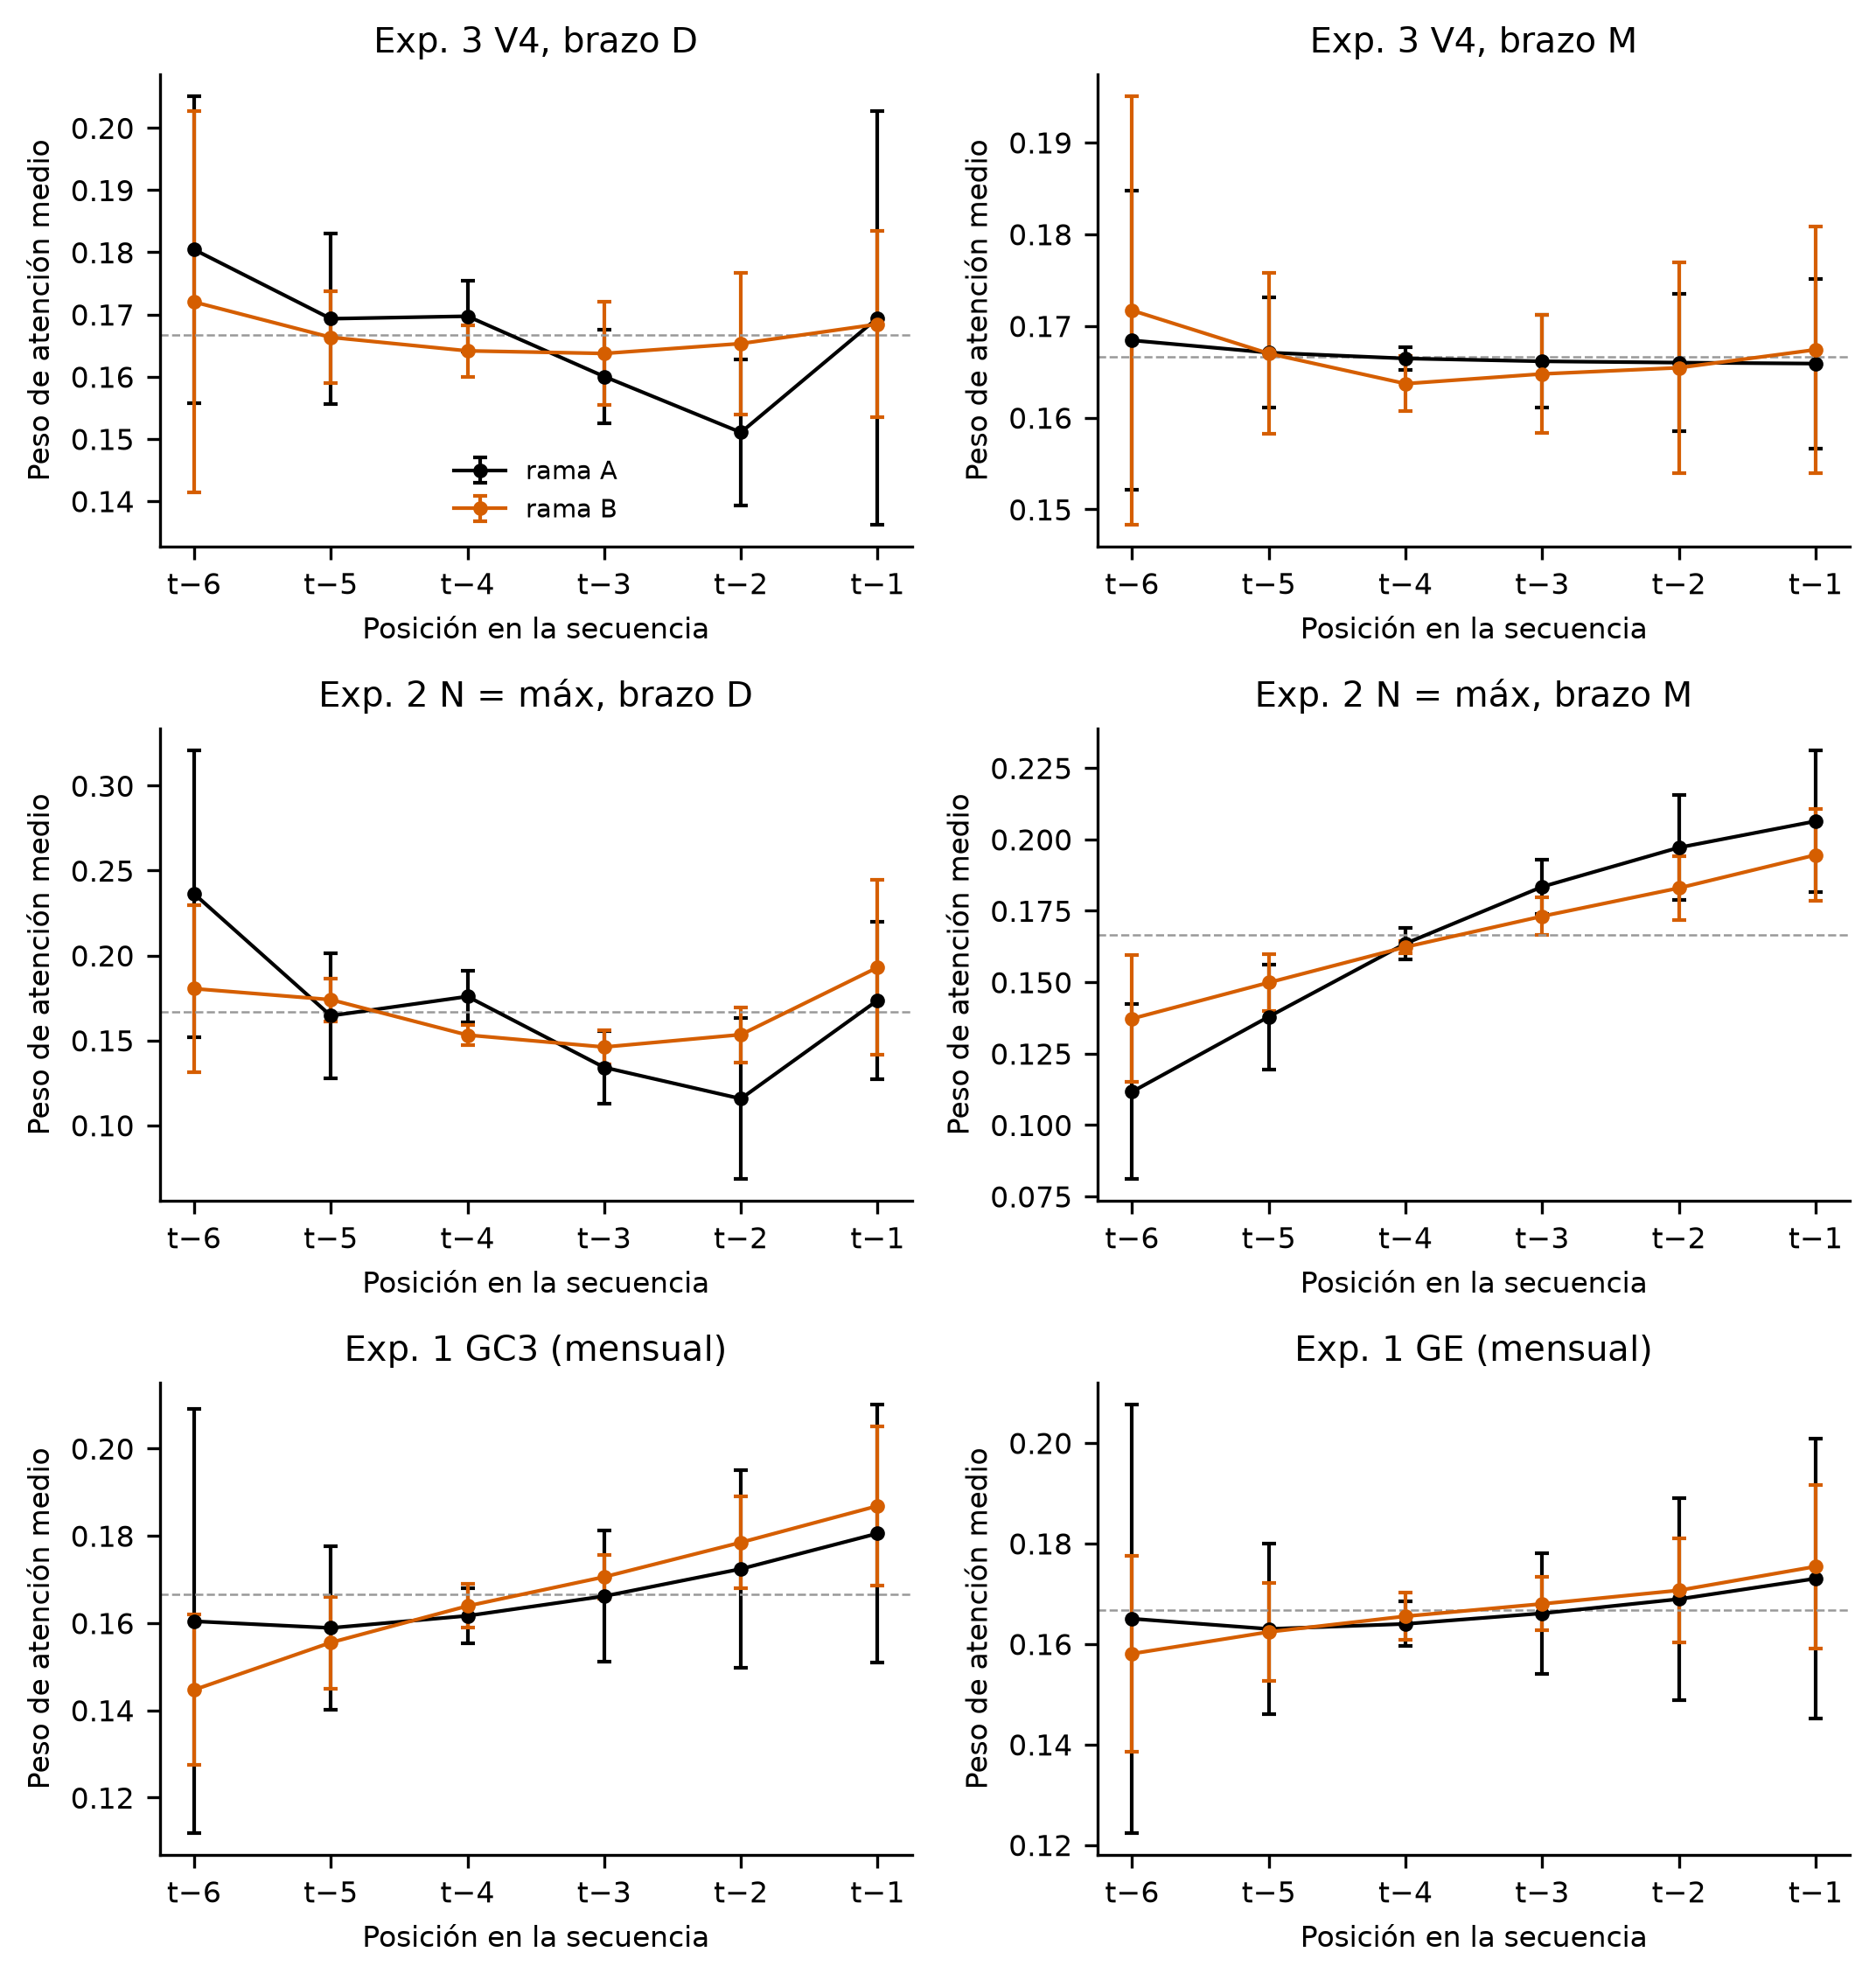 Exp. 3 V4, brazo D
Peso de atención medio
0.20
0.19
0.18
0.17
0.16
0.15
0.14
rama A
rama B
t−6 t−5 t−4 t−3 t−2 t−1
Posición en la secuencia
Exp. 3 V4, brazo M
Peso de atención medio
0.19
0.18
0.17
0.16
0.15
t−6 t−5 t−4 t−3 t−2 t−1
Posición en la secuencia
Exp. 2 N = máx, brazo D
Peso de atención medio
0.30
0.25
0.20
0.15
0.10
t−6 t−5 t−4 t−3 t−2 t−1
Posición en la secuencia
Exp. 2 N = máx, brazo M
Peso de atención medio
0.225
0.200
0.175
0.150
0.125
0.100
0.075
t−6 t−5 t−4 t−3 t−2 t−1
Posición en la secuencia
Exp. 1 GC3 (mensual)
Peso de atención medio
0.20
0.18
0.16
0.14
0.12
t−6 t−5 t−4 t−3 t−2 t−1
Posición en la secuencia
Exp. 1 GE (mensual)
Peso de atención medio
0.20
0.18
0.16
0.14
0.12
t−6 t−5 t−4 t−3 t−2 t−1
Posición en la secuencia